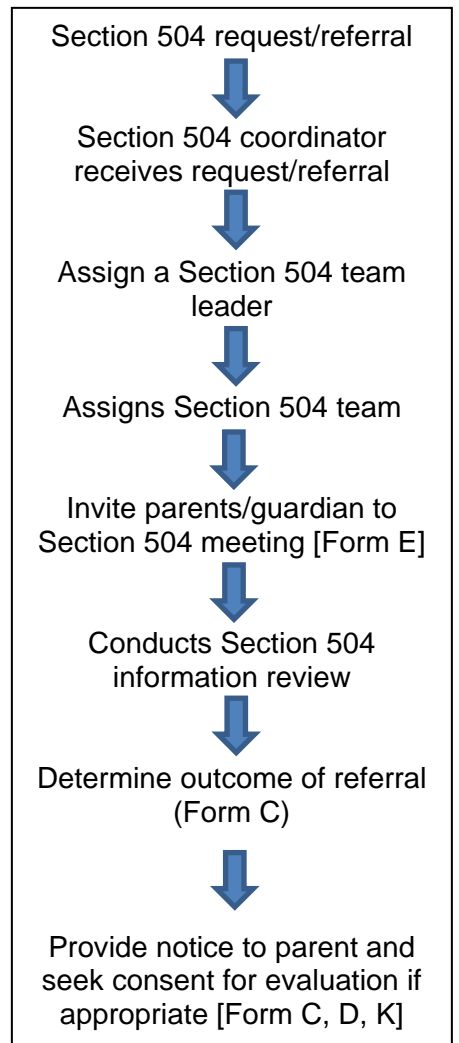 Section 504 request/referral
Section 504 coordinator
receives request/referral
Assign a Section 504 team
leader
Assigns Section 504 team
Invite parents/guardian to
Section 504 meeting [Form E]
Conducts Section 504
information review
Determine outcome of referral
(Form C)
Provide notice to parent and
seek consent for evaluation if
appropriate [Form C, D, K]